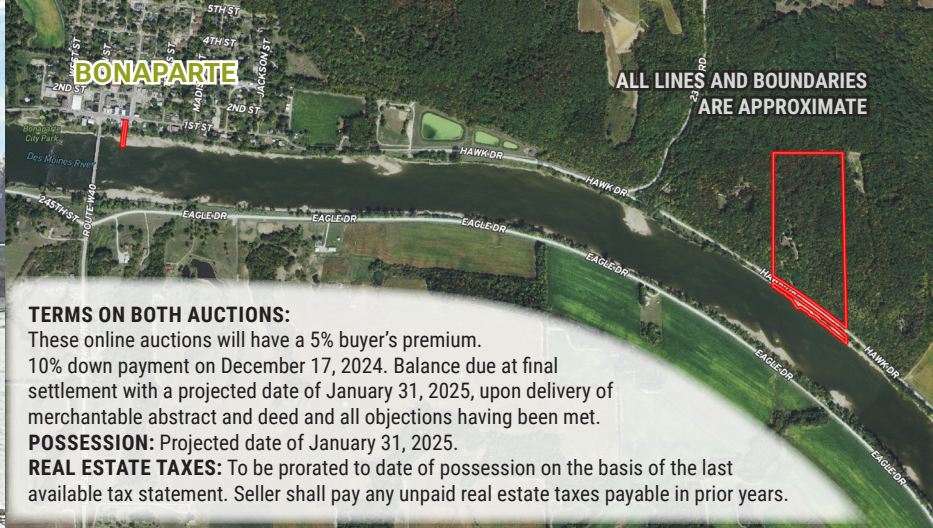 5TH ST
4TH ST
WEST ST
BONAPARTE
2ND ST
MADIS
JACKSON ST
2ND ST
1ST ST
Bonaparte
City Park
Des Moines River
ROUTE W40
245TH ST
ALL LINES AND BOUNDARIES
ARE APPROXIMATE
23 RD
HAWK DR
HAWK DR
HAWK DR
HAWK DR
EAGLE DR
EAGLE DR
EAGLE DR
EAGLE DR
EAGLE DR
EAGLE DR
TERMS ON BOTH AUCTIONS:
These online auctions will have a 5% buyer's premium.
10% down payment on December 17, 2024. Balance due at final
settlement with a projected date of January 31, 2025, upon delivery of
merchantable abstract and deed and all objections having been met.
POSSESSION: Projected date of January 31, 2025.
REAL ESTATE TAXES: To be prorated to date of possession on the basis of the last
available tax statement. Seller shall pay any unpaid real estate taxes payable in prior years.